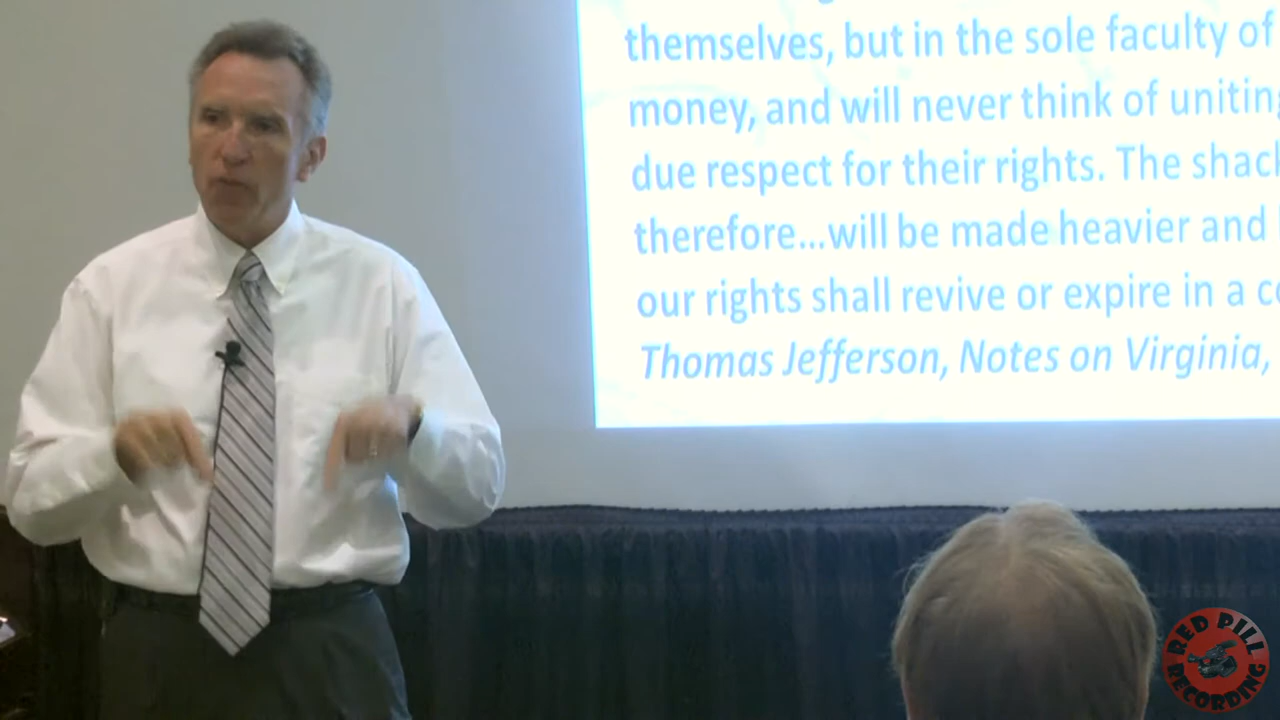 themselves, but in the sole faculty of
money, and will never think of uniting
due respect for their rights. The shac
therefore...will be made heavier and
our rights shall revive or expire in a c
Thomas Jefferson, Notes on Virginia,
RED PILL
RECORDING